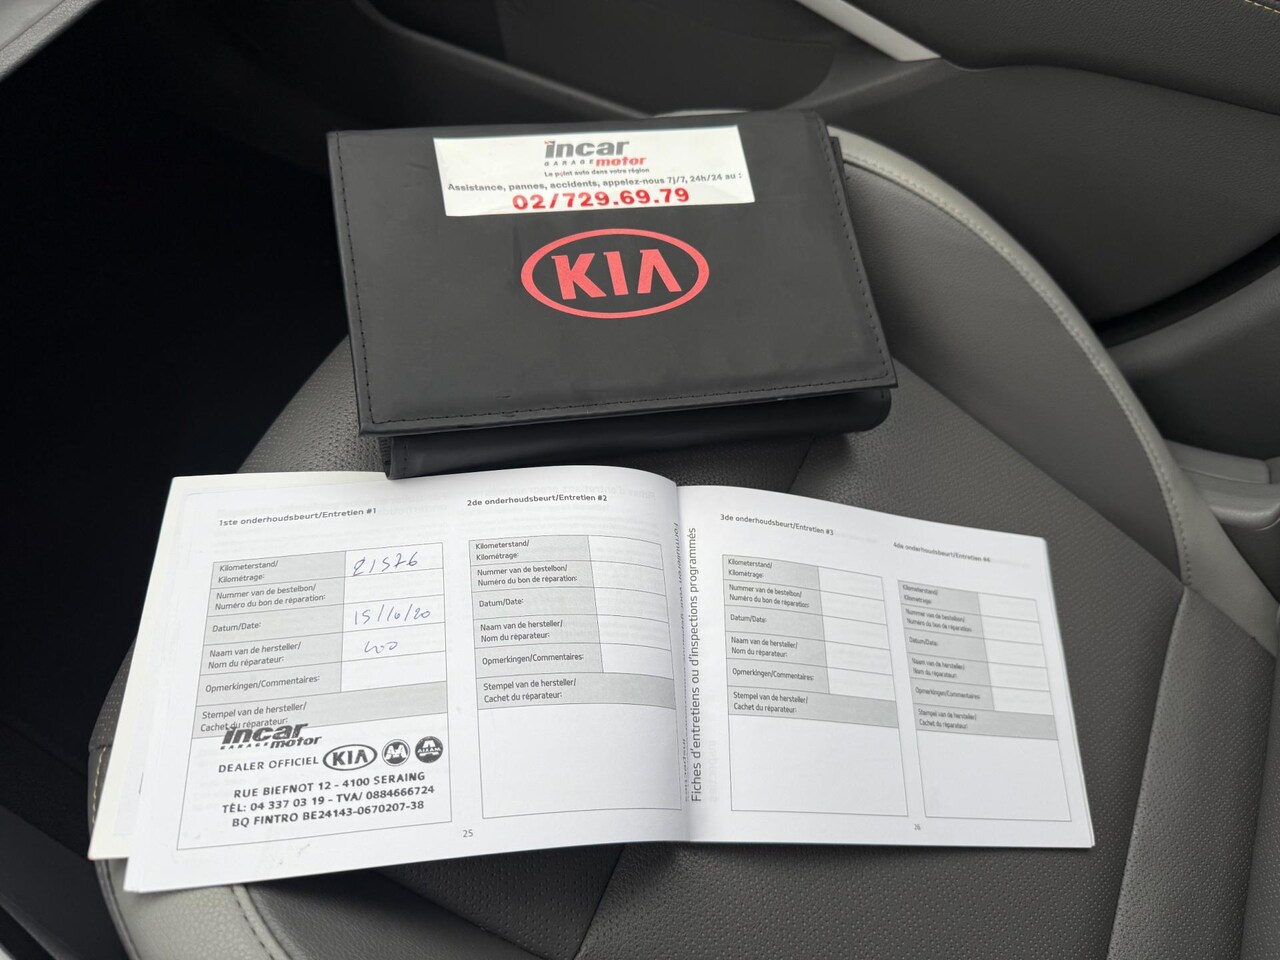 incar
GARAGE motor
Le point auto dans votre région
Assistance, pannes, accidents, appelez-nous 7j/7, 24h/24 au :
02/729.69.79
KIA
1ste onderhoudsbeurt/Entretien #1
Kilometerstand/
Kilométrage:
21576
Nummer van de bestelbon/
Numéro du bon de réparation:
Datum/Date:
15/10/20
Naam van de hersteller/
Nom du réparateur:
Opmerkingen/Commentaires:
Stempel van de hersteller/
Cachet du réparateur:
incar
GARAGE motor
DEALER OFFICIEL KIA
RUE BIEFNOT 12 - 4100 SERAING
TÈL: 04 337 03 19 - TVA/ 0884666724
BQ FINTRO BE24143-0670207-38
25
2de onderhoudsbeurt/Entretien #2
Kilometerstand/
Kilométrage:
Nummer van de bestelbon/
Numéro du bon de réparation:
Datum/Date:
Naam van de hersteller/
Nom du réparateur:
Opmerkingen/Commentaires:
Stempel van de hersteller/
Cachet du réparateur:
Fiches d'entretiens ou d'inspections programmés
3de onderhoudsbeurt/Entretien #3
Kilometerstand/
Kilométrage:
Nummer van de bestelbon/
Numéro du bon de réparation:
Datum/Date:
Naam van de hersteller/
Nom du réparateur:
Opmerkingen/Commentaires:
Stempel van de hersteller/
Cachet du réparateur:
4de onderhoudsbeurt/Entretien #4
Kilometerstand/
Kilométrage:
Nummer van de bestelbon/
Numéro du bon de réparation:
Datum/Date:
Naam van de hersteller/
Nom du réparateur:
Opmerkingen/Commentaires:
Stempel van de hersteller/
Cachet du réparateur:
26